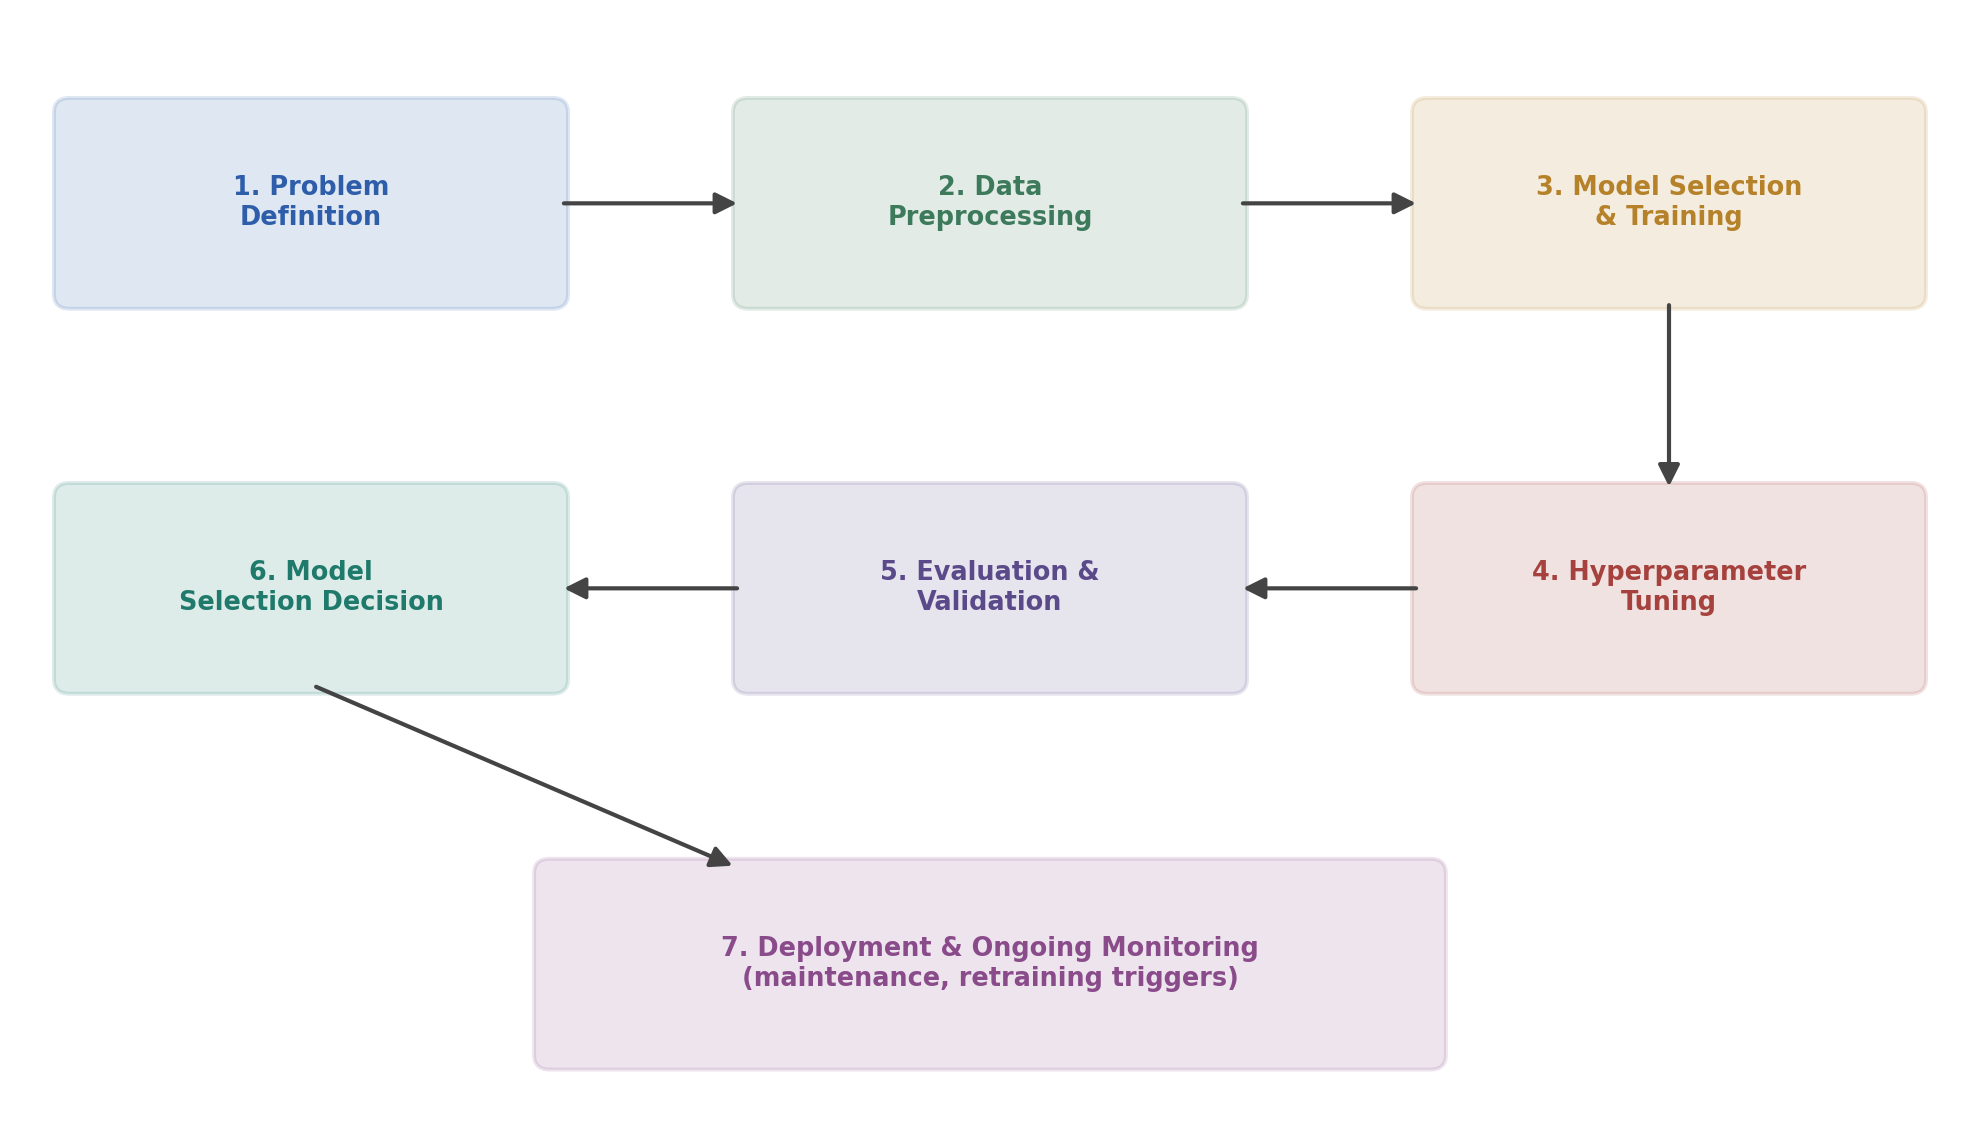 1. Problem
Definition
2. Data
Preprocessing
3. Model Selection
& Training
4. Hyperparameter
Tuning
5. Evaluation &
Validation
6. Model
Selection Decision
7. Deployment & Ongoing Monitoring
(maintenance, retraining triggers)